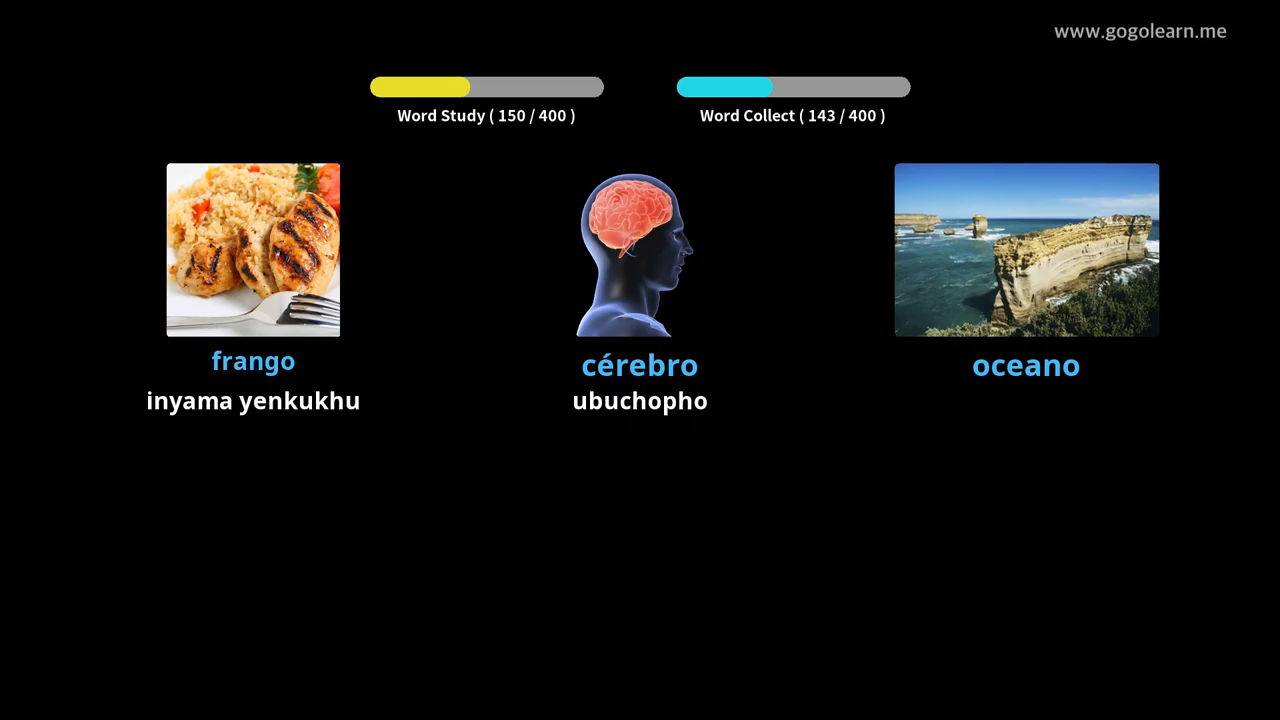 www.gogolearn.me
Word Study ( 150 / 400 )
Word Collect ( 143 / 400 )
frango
inyama yenkukhu
cérebro
ubuchopho
oceano